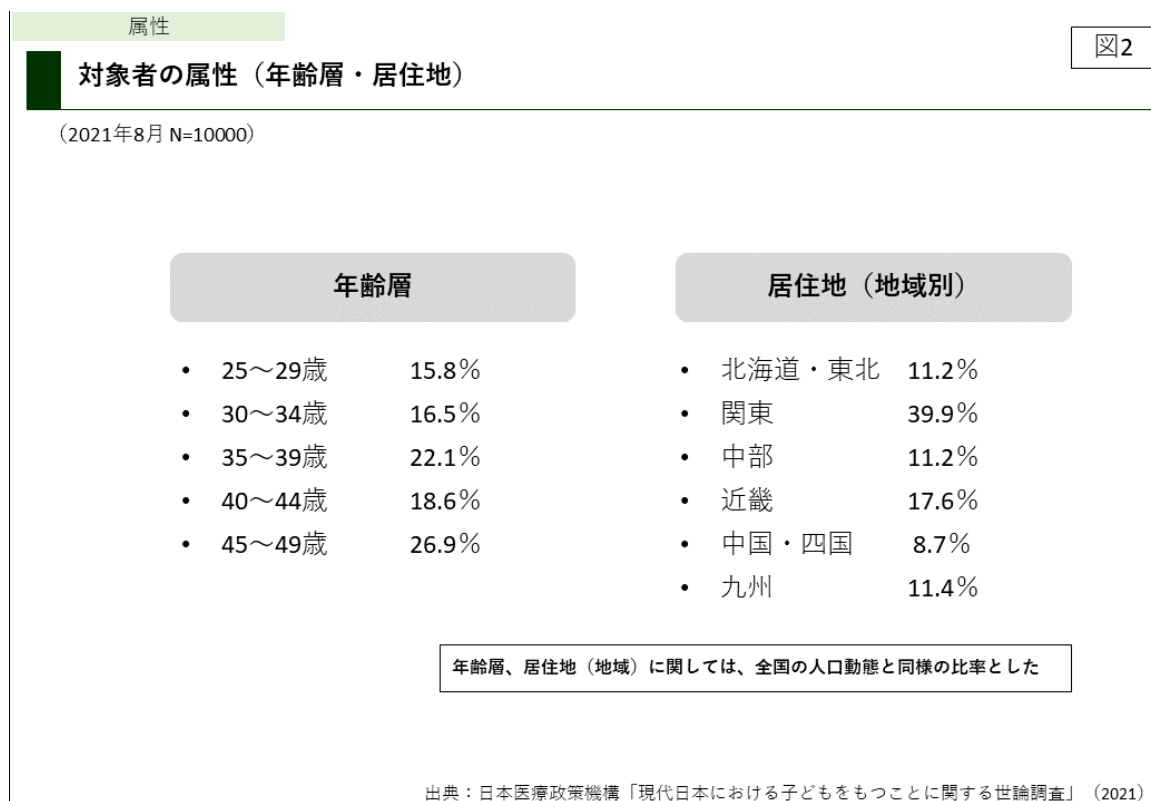 属性
図2
対象者の属性（年齢層・居住地）
（2021年8月 N=10000）
年齢層
• 25～29歳 15.8％
• 30～34歳 16.5％
• 35～39歳 22.1％
• 40～44歳 18.6％
• 45～49歳 26.9％
居住地（地域別）
• 北海道・東北 11.2％
• 関東 39.9％
• 中部 11.2％
• 近畿 17.6％
• 中国・四国 8.7％
• 九州 11.4％
年齢層、居住地（地域）に関しては、全国の人口動態と同様の比率とした
出典：日本医療政策機構「現代日本における子どもをもつことに関する世論調査」（2021）